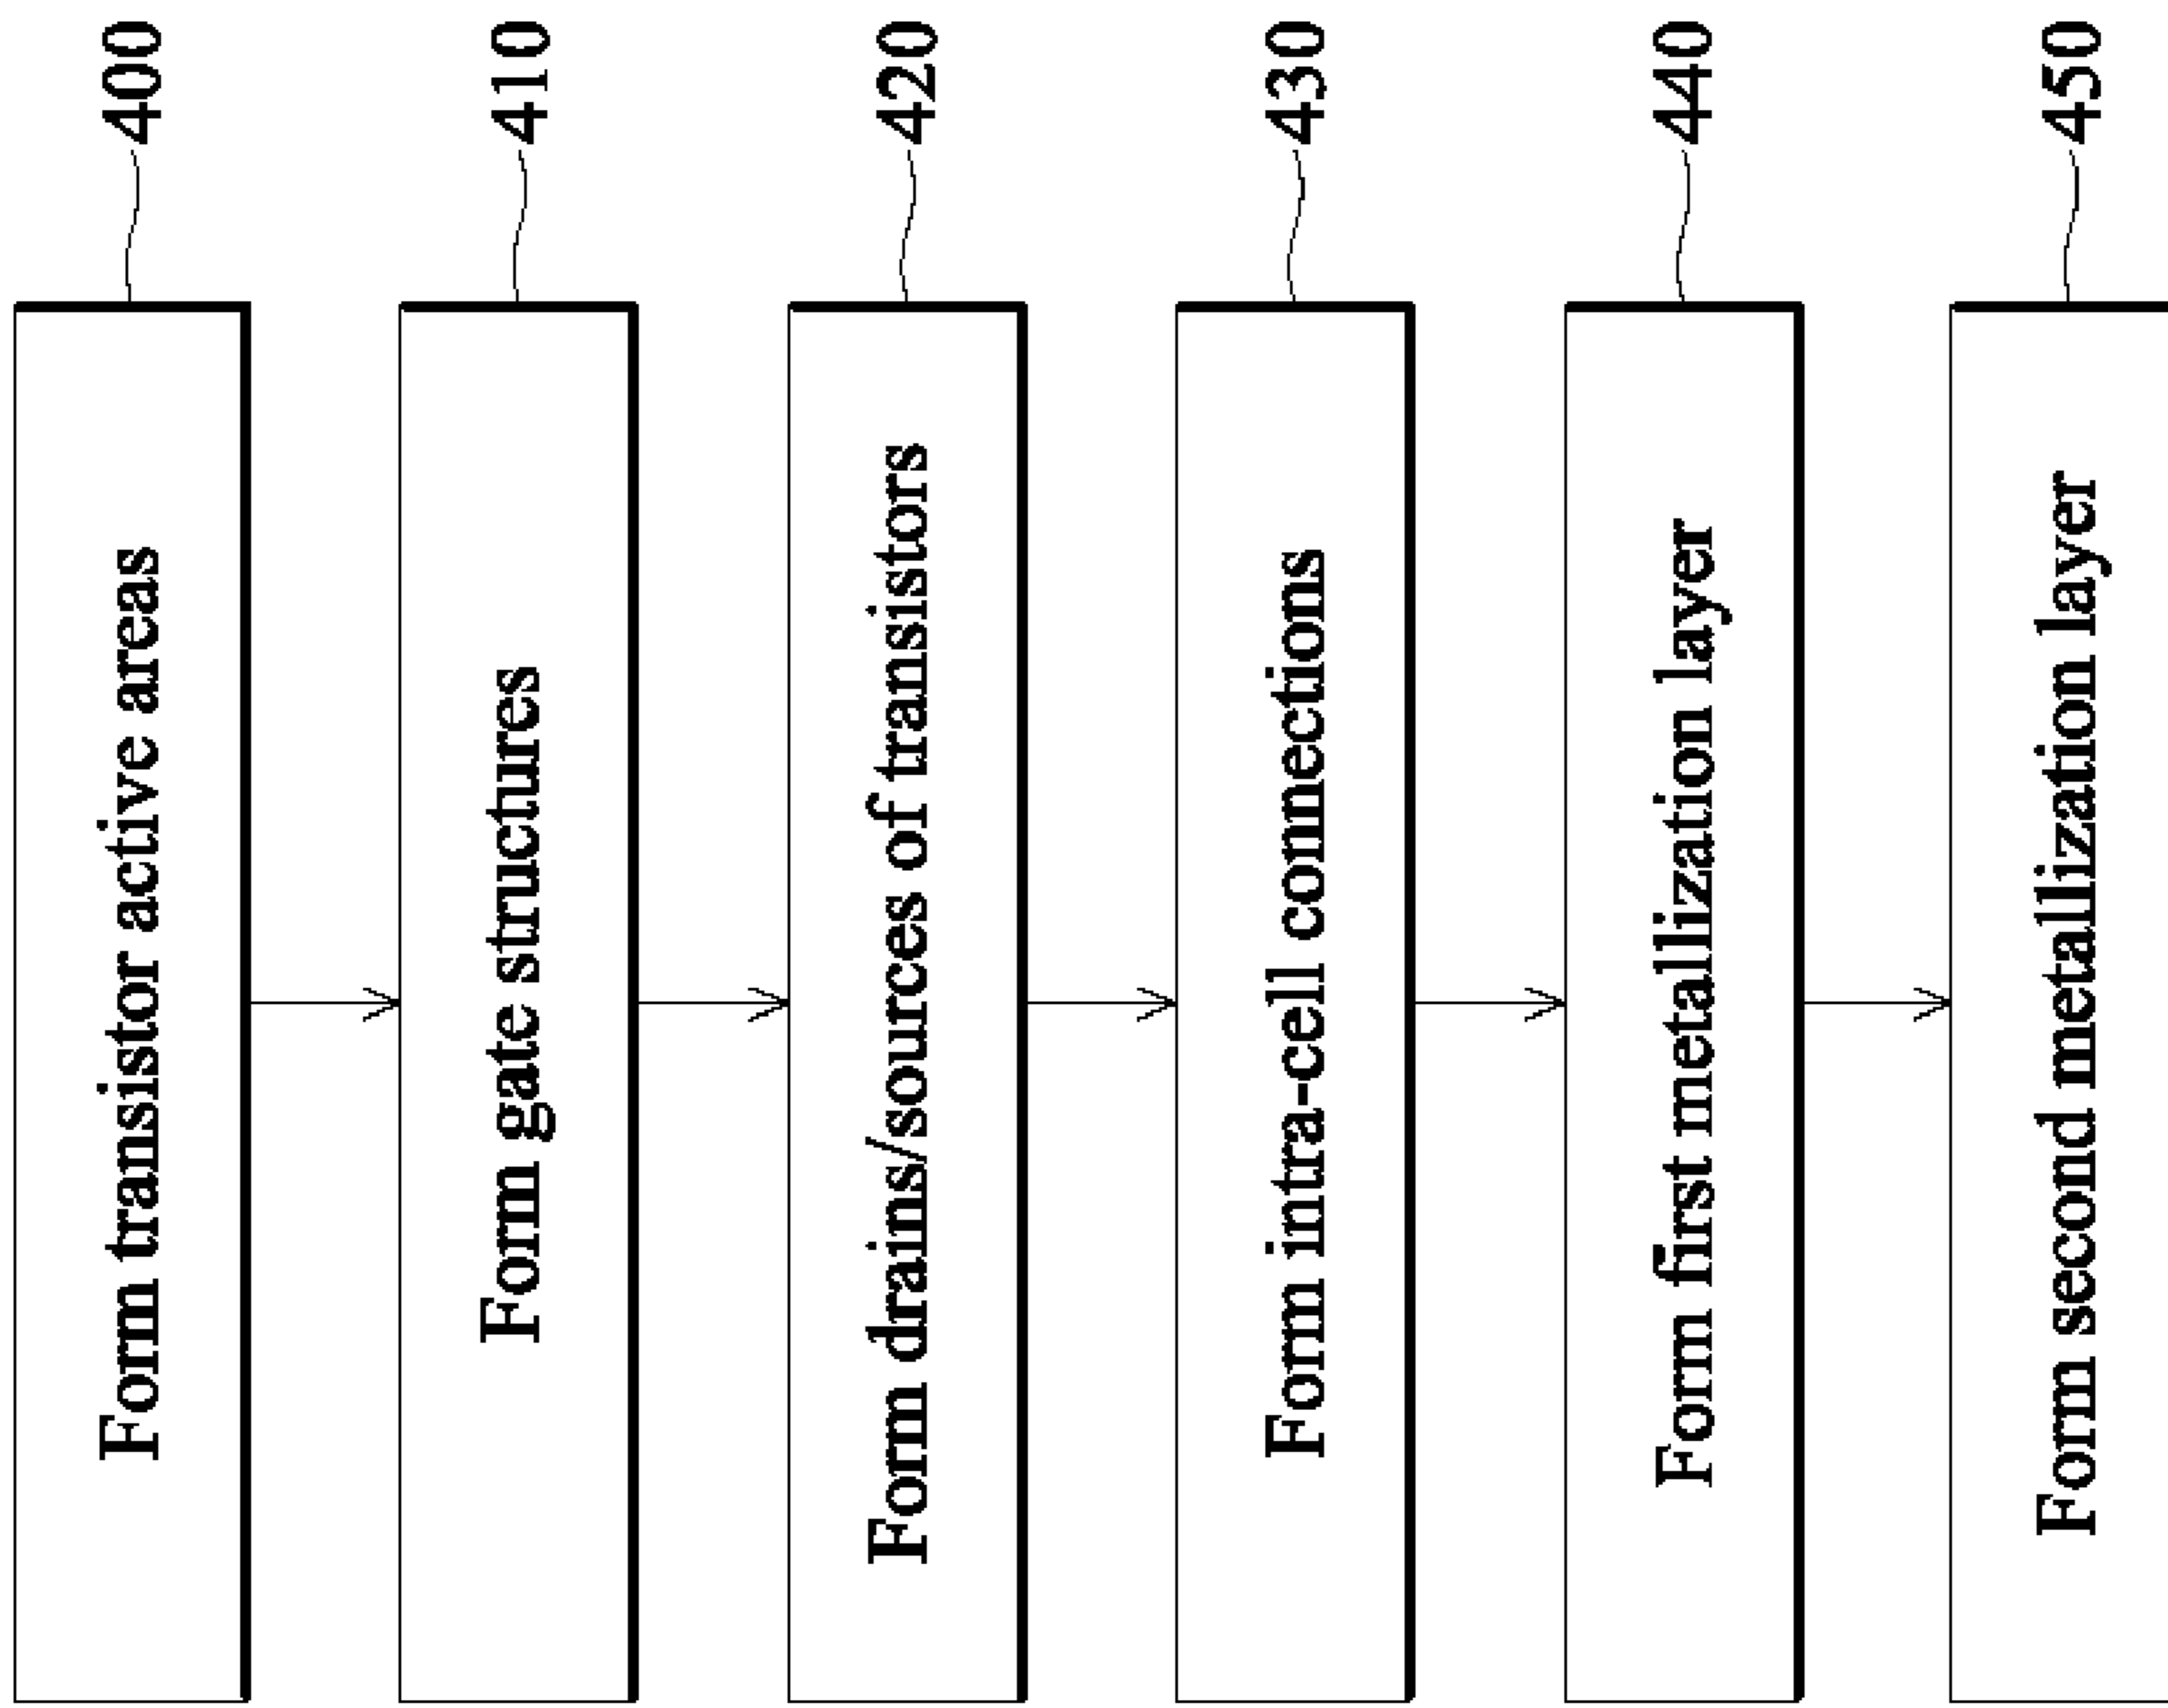 Form transistor active areas
400
Form gate structures
410
Form drains/sources of transistors
420
Form intra-cell connections
430
Form first metallization layer
440
Form second metallization layer
450